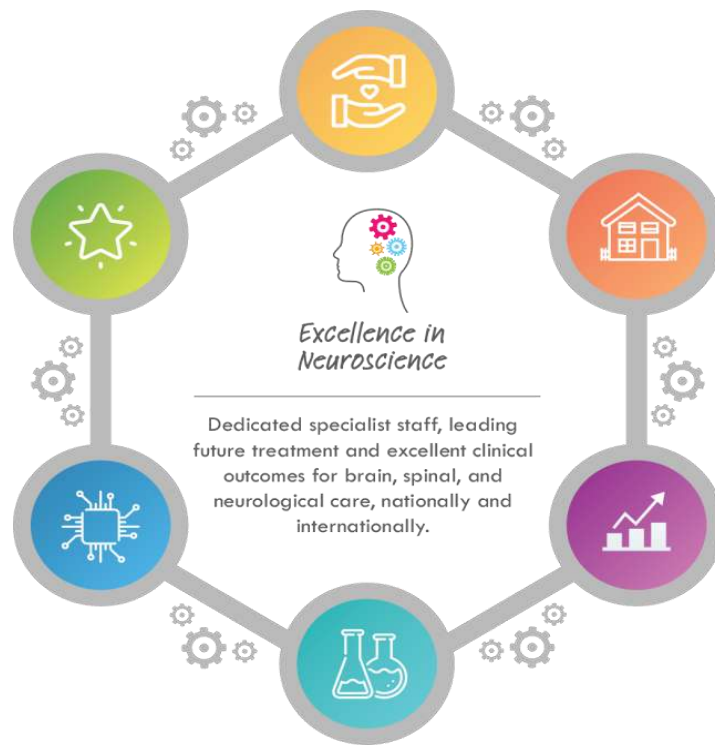 Excellence in
Neuroscience
Dedicated specialist staff, leading
future treatment and excellent clinical
outcomes for brain, spinal, and
neurological care, nationally and
internationally.